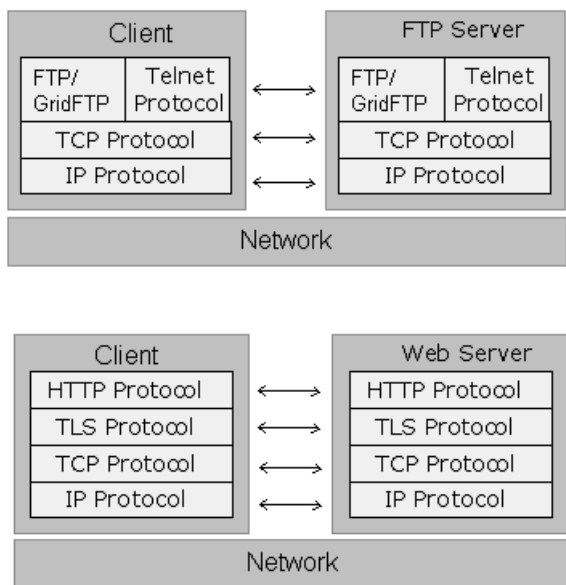 Client
FTP/ GridFTP
Telnet Protocol
TCP Protocol
IP Protocol
FTP Server
FTP/ GridFTP
Telnet Protocol
TCP Protocol
IP Protocol
Network
Client
HTTP Protocol
TLS Protocol
TCP Protocol
IP Protocol
Web Server
HTTP Protocol
TLS Protocol
TCP Protocol
IP Protocol
Network